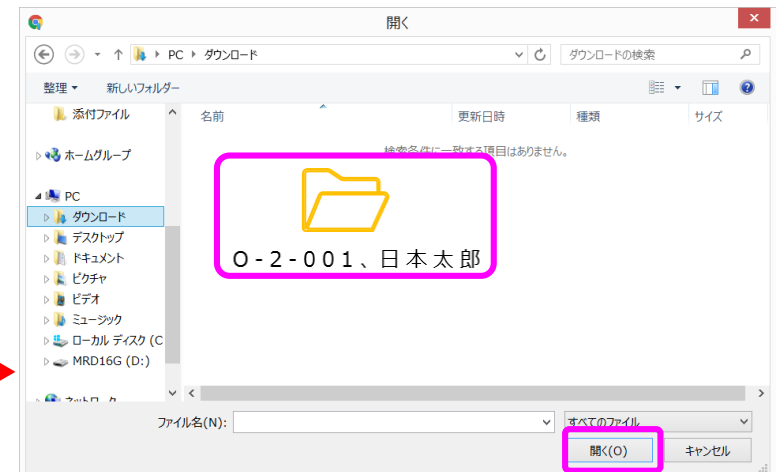 開く
PC ▸ ダウンロード
ダウンロードの検索
整理
新しいフォルダー
添付ファイル
名前
更新日時
種類
サイズ
検索条件に一致する項目はありません。
ホームグループ
PC
ダウンロード
デスクトップ
ドキュメント
ピクチャ
ビデオ
ミュージック
ローカル ディスク (C
MRD16G (D:)
O-2-001、日本太郎
ネットワーク
ファイル名(N):
すべてのファイル
開く(O)
キャンセル